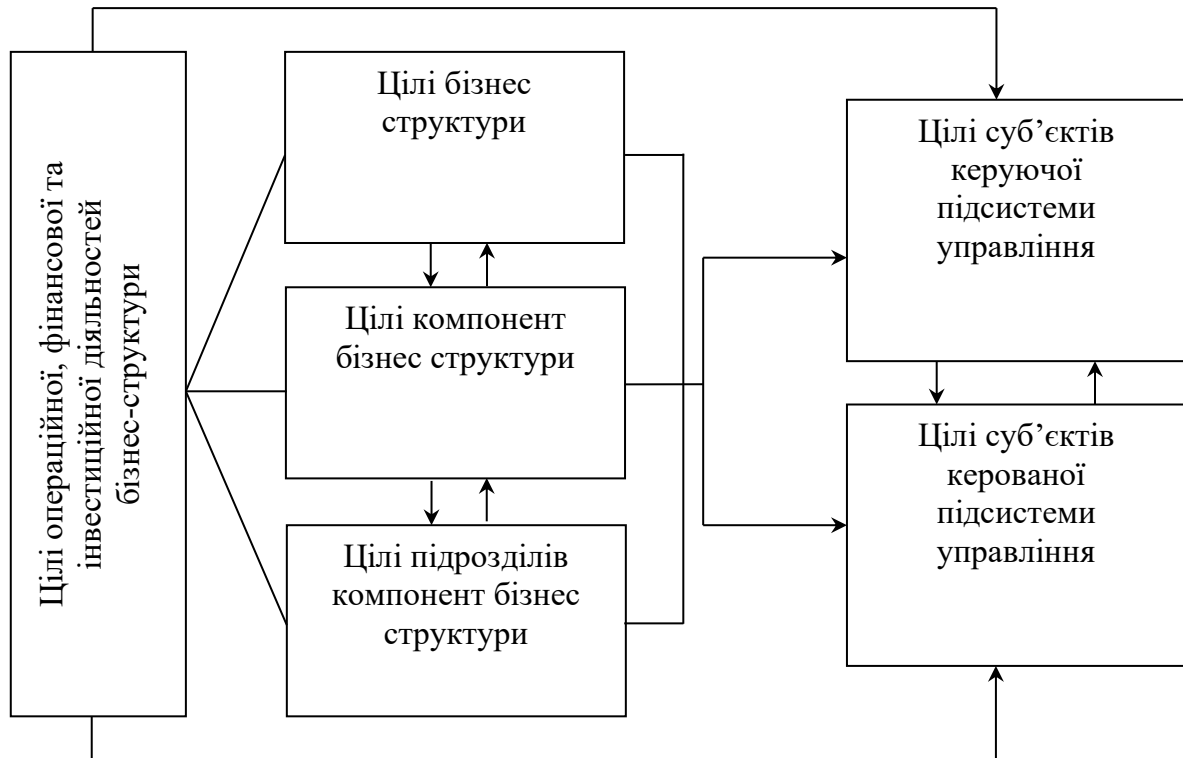 Цілі операційної, фінансової та
інвестиційної діяльностей
бізнес-структури
Цілі бізнес
структури
Цілі компонент
бізнес структури
Цілі підрозділів
компонент бізнес
структури
Цілі суб’єктів
керуючої
підсистеми
управління
Цілі суб’єктів
керованої
підсистеми
управління